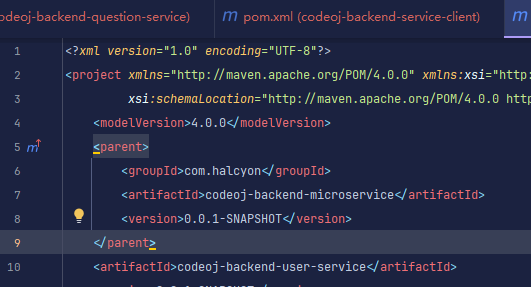 odeoj-backend-question-service) m pom.xml (codeoj-backend-service-client) m
1 <?xml version="1.0" encoding="UTF-8"?>
2 <project xmlns="http://maven.apache.org/POM/4.0.0" xmlns:xsi="http:
3 xsi:schemaLocation="http://maven.apache.org/POM/4.0.0 http
4 <modelVersion>4.0.0</modelVersion>
5 m <parent>
6 <groupId>com.halcyon</groupId>
7 <artifactId>codeoj-backend-microservice</artifactId>
8 <version>0.0.1-SNAPSHOT</version>
9 </parent>
10 <artifactId>codeoj-backend-user-service</artifactId>